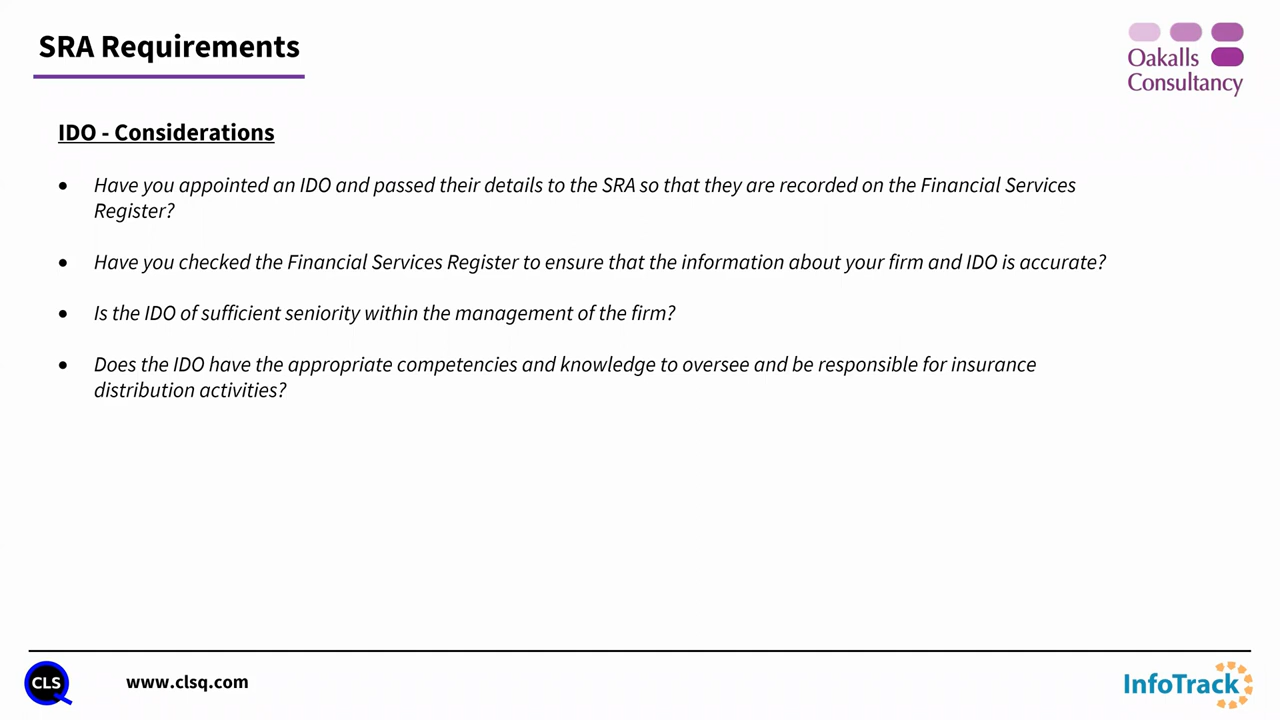 SRA Requirements
Oakalls
Consultancy
IDO - Considerations
• Have you appointed an IDO and passed their details to the SRA so that they are recorded on the Financial Services
Register?
• Have you checked the Financial Services Register to ensure that the information about your firm and IDO is accurate?
• Is the IDO of sufficient seniority within the management of the firm?
• Does the IDO have the appropriate competencies and knowledge to oversee and be responsible for insurance
distribution activities?
CLS
www.clsq.com
InfoTrack